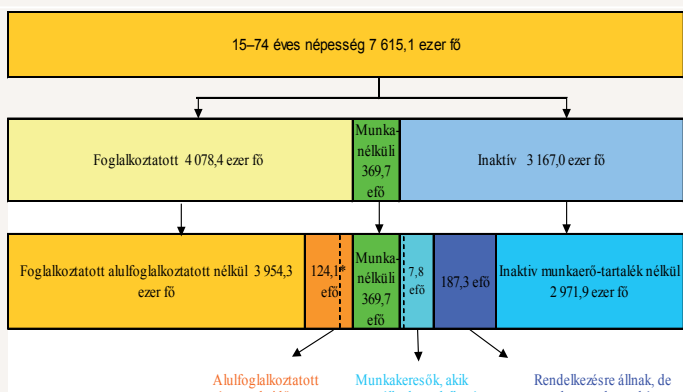 15–74 éves népesség 7 615,1 ezer fő
Foglalkoztatott 4 078,4 ezer fő
Munka-
nélküli
369,7
efő
Inaktív 3 167,0 ezer fő
Foglalkoztatott alulfoglalkoztatott nélkül 3 954,3
ezer fő
124,1*
efő
Munka-
nélküli
369,7
efő
7,8
efő
187,3 efő
Inaktív munkaerő-tartalék nélkül
2 971,9 ezer fő
Alulfoglalkoztatott
Munkakeresők, akik
Rendelkezésre állnak, de